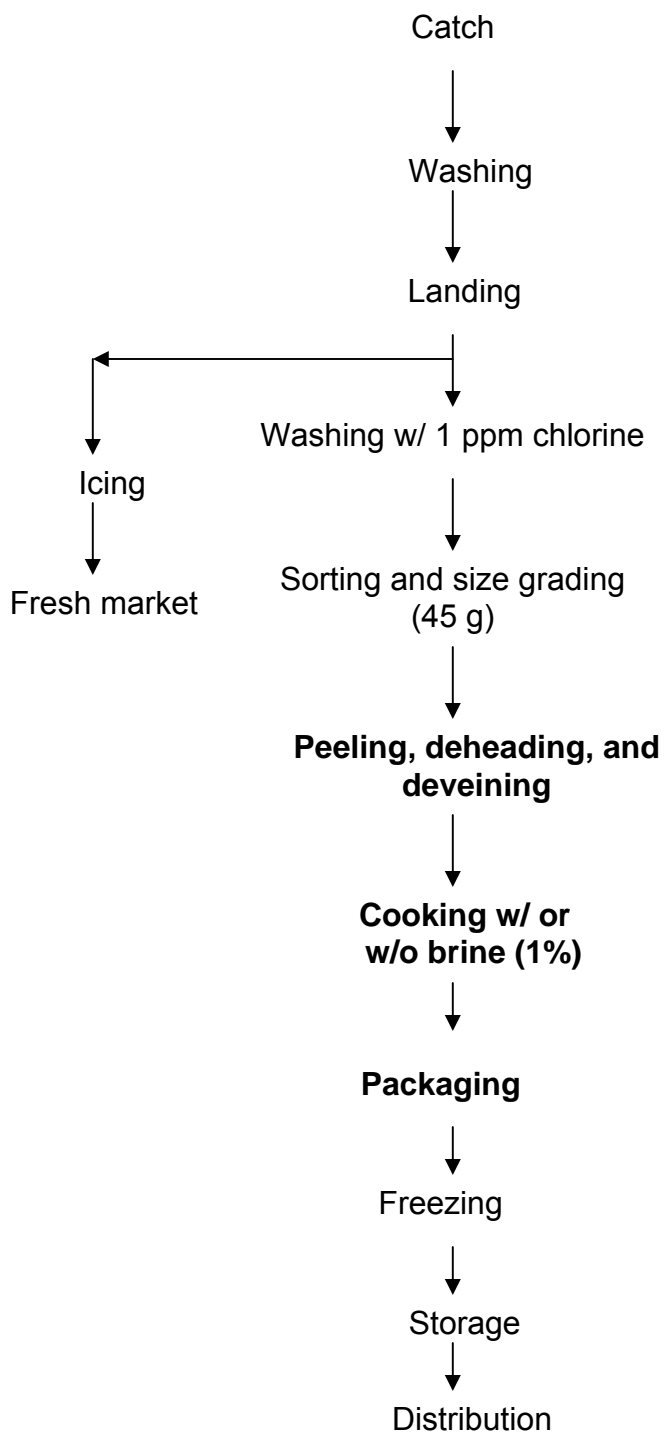 Catch
Washing
Landing
Washing w/ 1 ppm chlorine
Icing
Sorting and size grading
(45 g)
Fresh market
Peeling, deheading, and
deveining
Cooking w/ or
w/o brine (1%)
Packaging
Freezing
Storage
Distribution